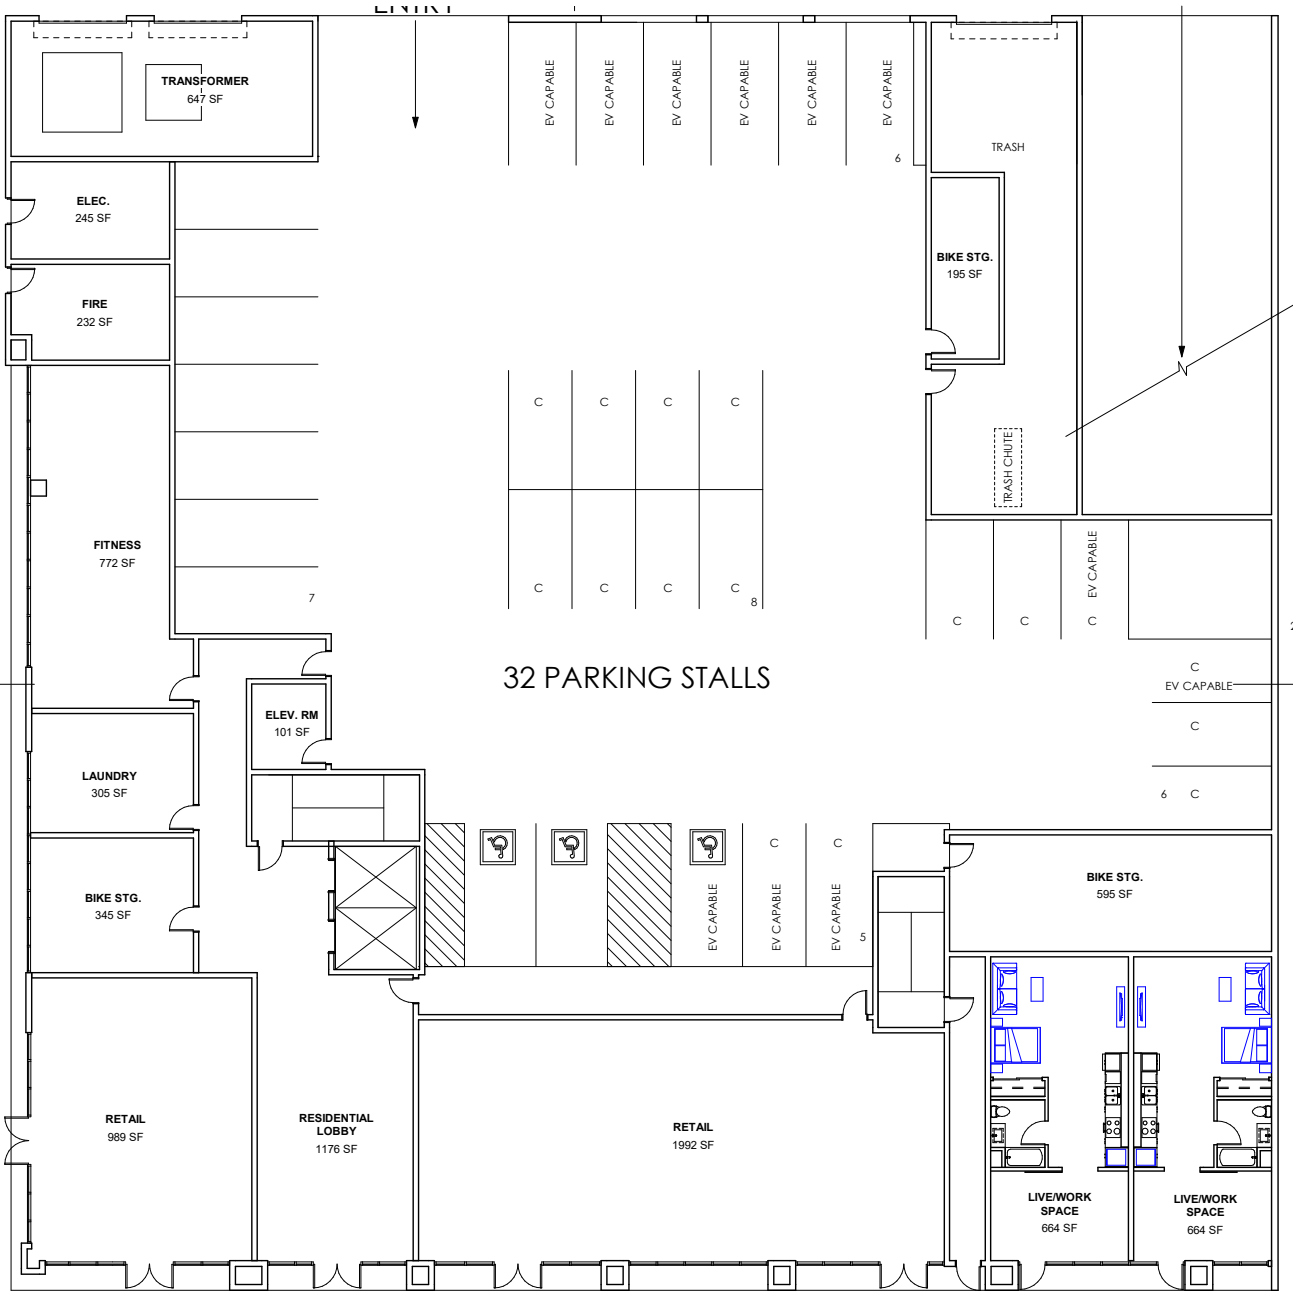 ENTRY
EV CAPABLE
EV CAPABLE
EV CAPABLE
EV CAPABLE
EV CAPABLE
EV CAPABLE
6
TRANSFORMER
647 SF
TRASH
ELEC.
245 SF
BIKE STG.
195 SF
FIRE
232 SF
C
C
C
C
TRASH CHUTE
FITNESS
772 SF
C
C
C
C
8
7
EV CAPABLE
C
C
C
2
32 PARKING STALLS
C
EV CAPABLE
C
6
C
ELEV. RM
101 SF
LAUNDRY
305 SF
C
C
EV CAPABLE
EV CAPABLE
EV CAPABLE
5
BIKE STG.
345 SF
BIKE STG.
595 SF
RETAIL
989 SF
RESIDENTIAL
LOBBY
1176 SF
RETAIL
1992 SF
LIVE/WORK
SPACE
664 SF
LIVE/WORK
SPACE
664 SF